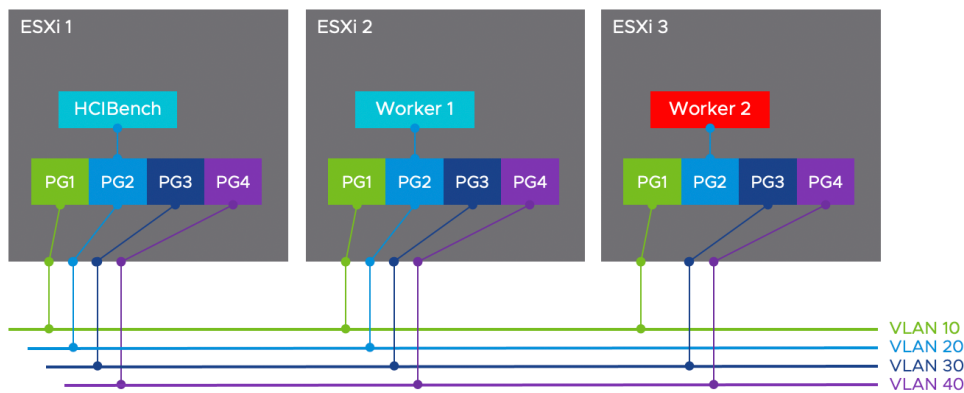 ESXi 1
ESXi 2
ESXi 3
HCIBench
Worker 1
Worker 2
PG1 PG2 PG3 PG4
PG1 PG2 PG3 PG4
PG1 PG2 PG3 PG4
VLAN 10
VLAN 20
VLAN 30
VLAN 40